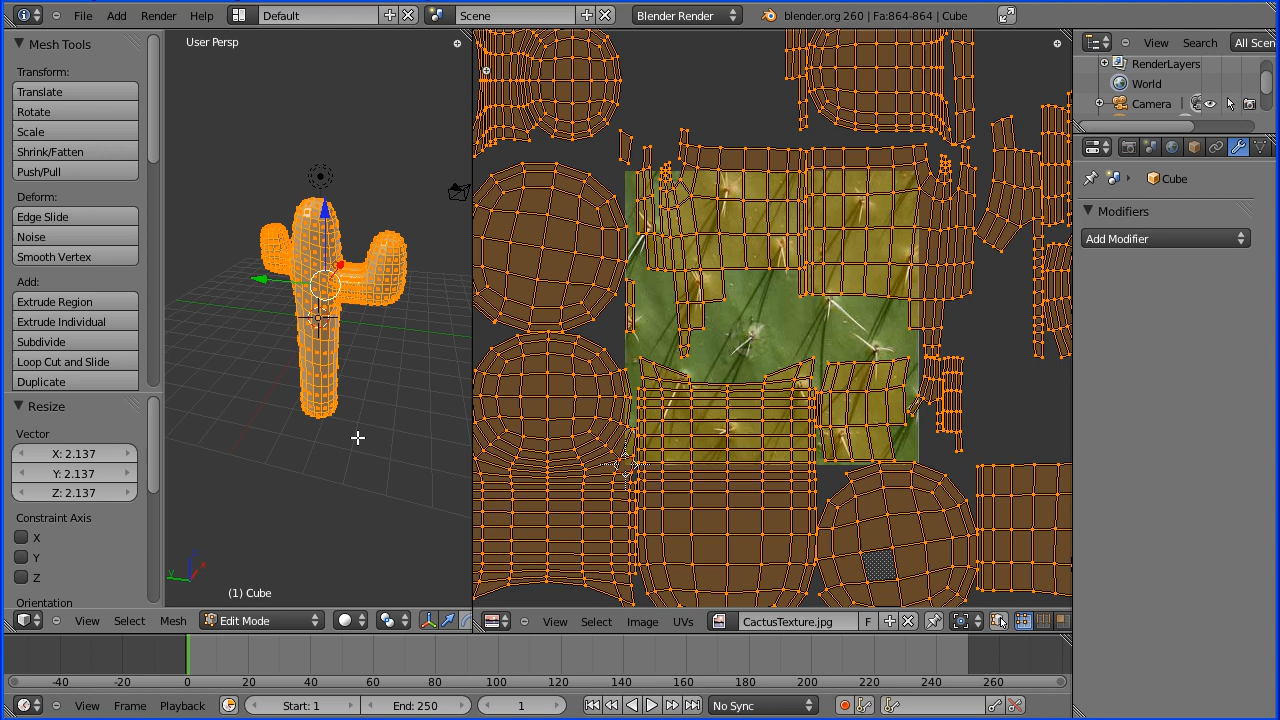 File Add Render Help Default Scene Blender Render blender.org 260 | Fa:864-864 | Cube
Mesh Tools
Transform:
Translate
Rotate
Scale
Shrink/Fatten
Push/Pull
Deform:
Edge Slide
Noise
Smooth Vertex
Add:
Extrude Region
Extrude Individual
Subdivide
Loop Cut and Slide
Duplicate
Resize
Vector
X: 2.137
Y: 2.137
Z: 2.137
Constraint Axis
X
Y
Z
Orientation
User Persp
z
y x
(1) Cube
View Select Mesh Edit Mode
View Select Image UVs CactusTexture.jpg F
View Search All Scen
RenderLayers
World
Camera
Cube
Modifiers
Add Modifier
-40 -20 0 20 40 60 80 100 120 140 160 180 200 220 240 260
View Frame Playback Start: 1 End: 250 1 No Sync